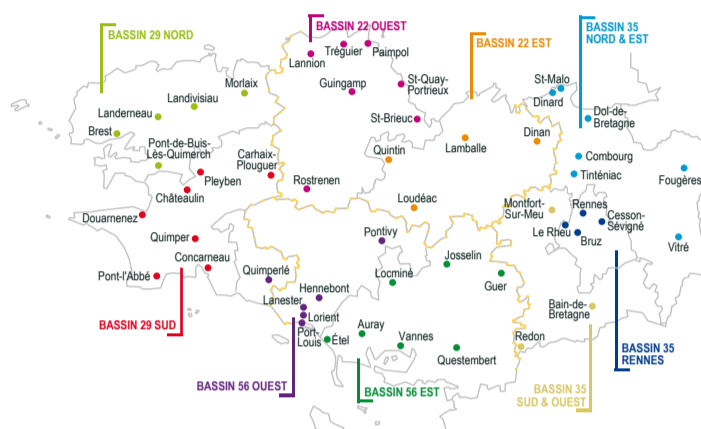 BASSIN 29 NORD
BASSIN 22 OUEST
BASSIN 22 EST
BASSIN 35
NORD & EST
Tréguier
Paimpol
Lannion
Guingamp
St-Quay-
Portrieux
St-Brieuc
Morlaix
Landivisiau
Landerneau
Brest
Pont-de-Buis-
Lès-Quimerch
Carhaix-
Plouguer
Pleyben
Châteaulin
Rostrenen
Quintin
Lamballe
Dinan
Loudéac
St-Malo
Dinard
Dol-de-
Bretagne
Combourg
Tinténiac
Fougères
Montfort-
Sur-Meu
Rennes
Cesson-
Sévigné
Le Rheu
Bruz
Vitré
Douarnenez
Quimper
Concarneau
Pont-l'Abbé
Quimperlé
Pontivy
Josselin
Locminé
Guer
Hennebont
Lanester
Lorient
Port-
Louis
Étel
Auray
Vannes
Questembert
Redon
Bain-de-
Bretagne
BASSIN 29 SUD
BASSIN 56 OUEST
BASSIN 56 EST
BASSIN 35
SUD & OUEST
BASSIN 35
RENNES